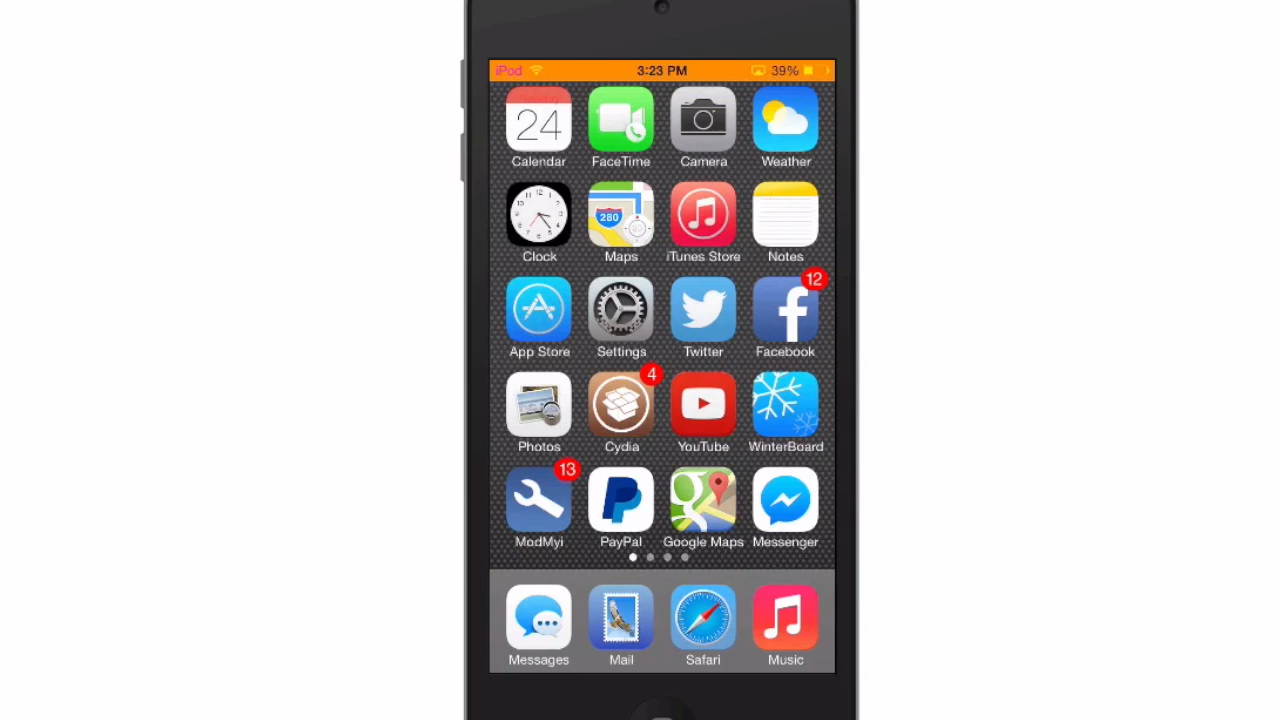 iPod 3:23 PM 39%
24
Calendar FaceTime Camera Weather
280
Clock Maps iTunes Store Notes
12
App Store Settings Twitter Facebook
4
Photos Cydia YouTube WinterBoard
13
ModMyi PayPal Google Maps Messenger
Messages Mail Safari Music